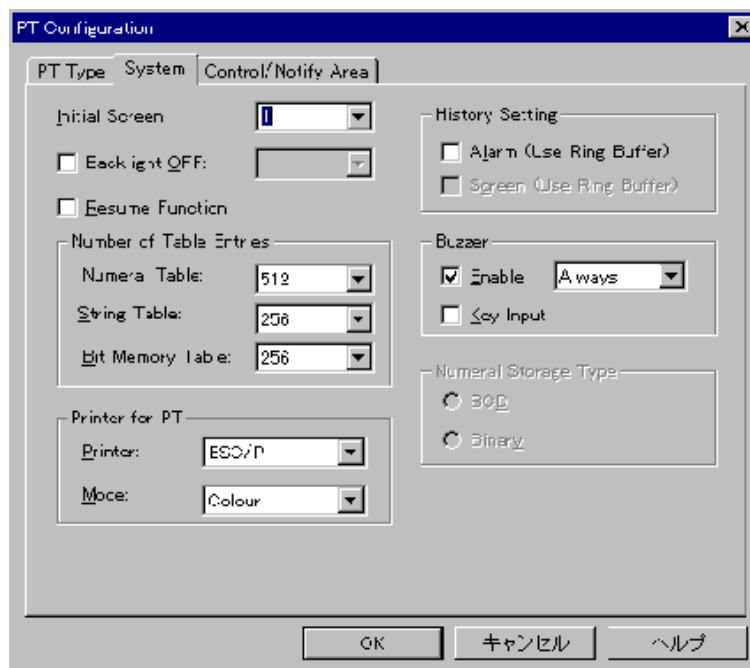 PT Configuration
PT Type System Control/Notify Area
Initial Screen
Backlight OFF:
Resume Function
Number of Table Entries
Numeral Table: 512
String Table: 256
Bit Memory Table: 256
Printer for PT
Printer: ESC/P
Mode: Colour
History Setting
Alarm (Use Ring Buffer)
Screen (Use Ring Buffer)
Buzzer
Enable Always
Key Input
Numeral Storage Type
BCD
Binary
OK キャンセル ヘルプ